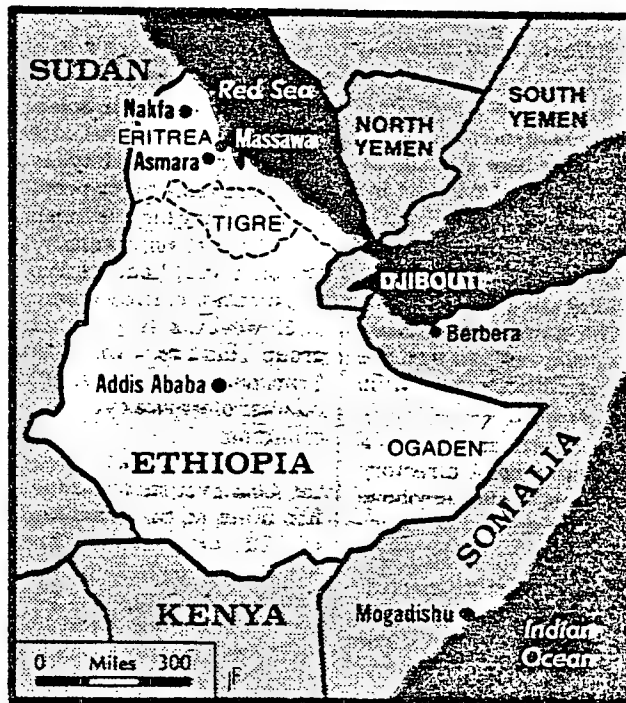 SUDAN
Red Sea
Nakfa
ERITREA
Massawa
Asmara
NORTH
YEMEN
SOUTH
YEMEN
TIGRE
DJIBOUTI
Berbera
Addis Ababa
ETHIOPIA
OGADEN
SOMALIA
KENYA
Mogadishu
Indian
Ocean
0 Miles 300